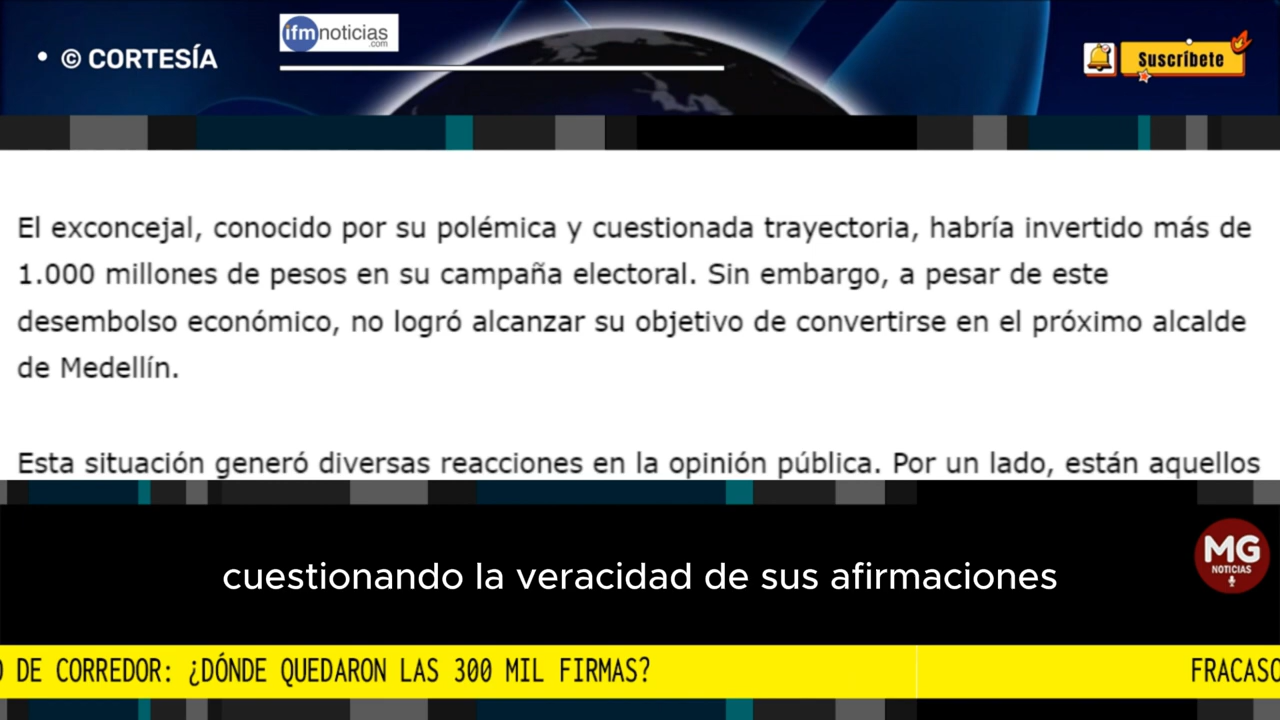 • © CORTESÍA
ifmnoticias
.com
Suscríbete
El exconcejal, conocido por su polémica y cuestionada trayectoria, habría invertido más de
1.000 millones de pesos en su campaña electoral. Sin embargo, a pesar de este
desembolso económico, no logró alcanzar su objetivo de convertirse en el próximo alcalde
de Medellín.
Esta situación generó diversas reacciones en la opinión pública. Por un lado, están aquellos
cuestionando la veracidad de sus afirmaciones
MG
NOTICIAS
DE CORREDOR: ¿DÓNDE QUEDARON LAS 300 MIL FIRMAS? FRACASO